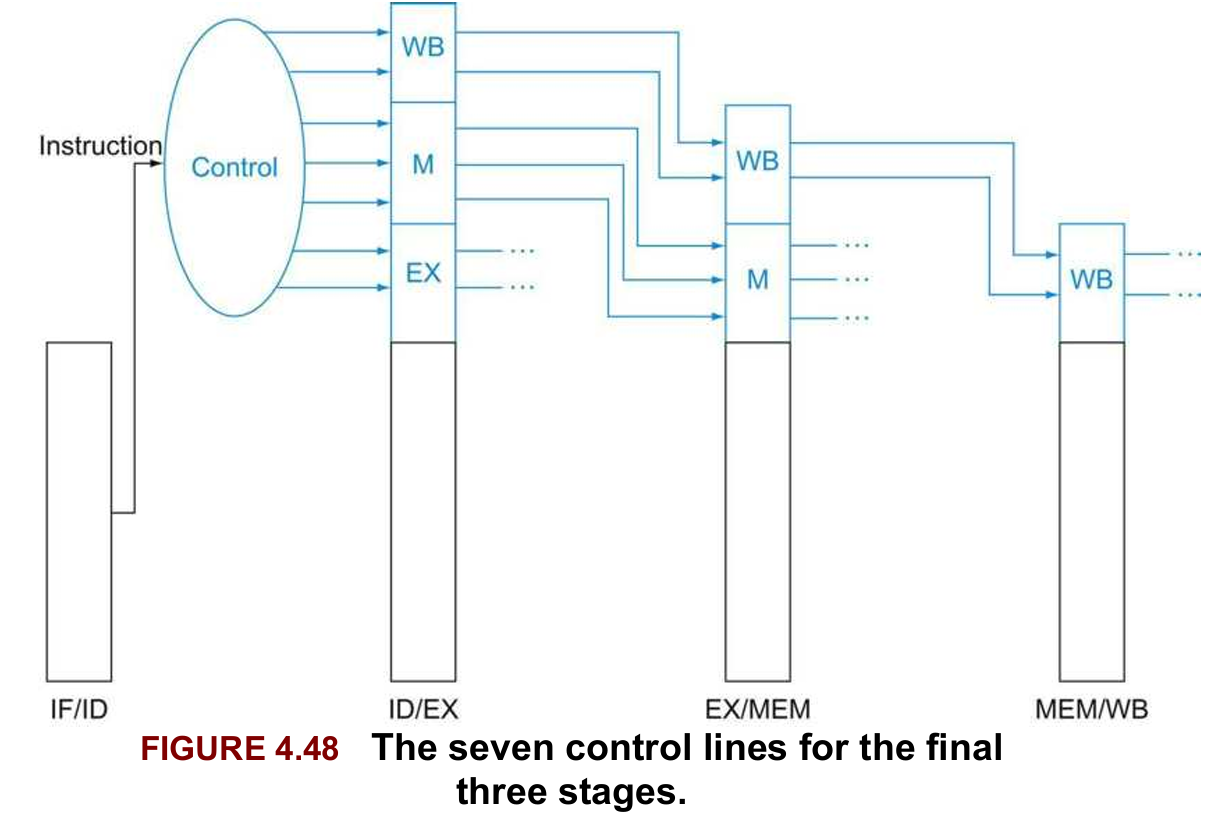 WB
Instruction
Control
M
WB
EX
...
...
M
...
...
...
WB
...
...
IF/ID
ID/EX
EX/MEM
MEM/WB
FIGURE 4.48 The seven control lines for the final
three stages.